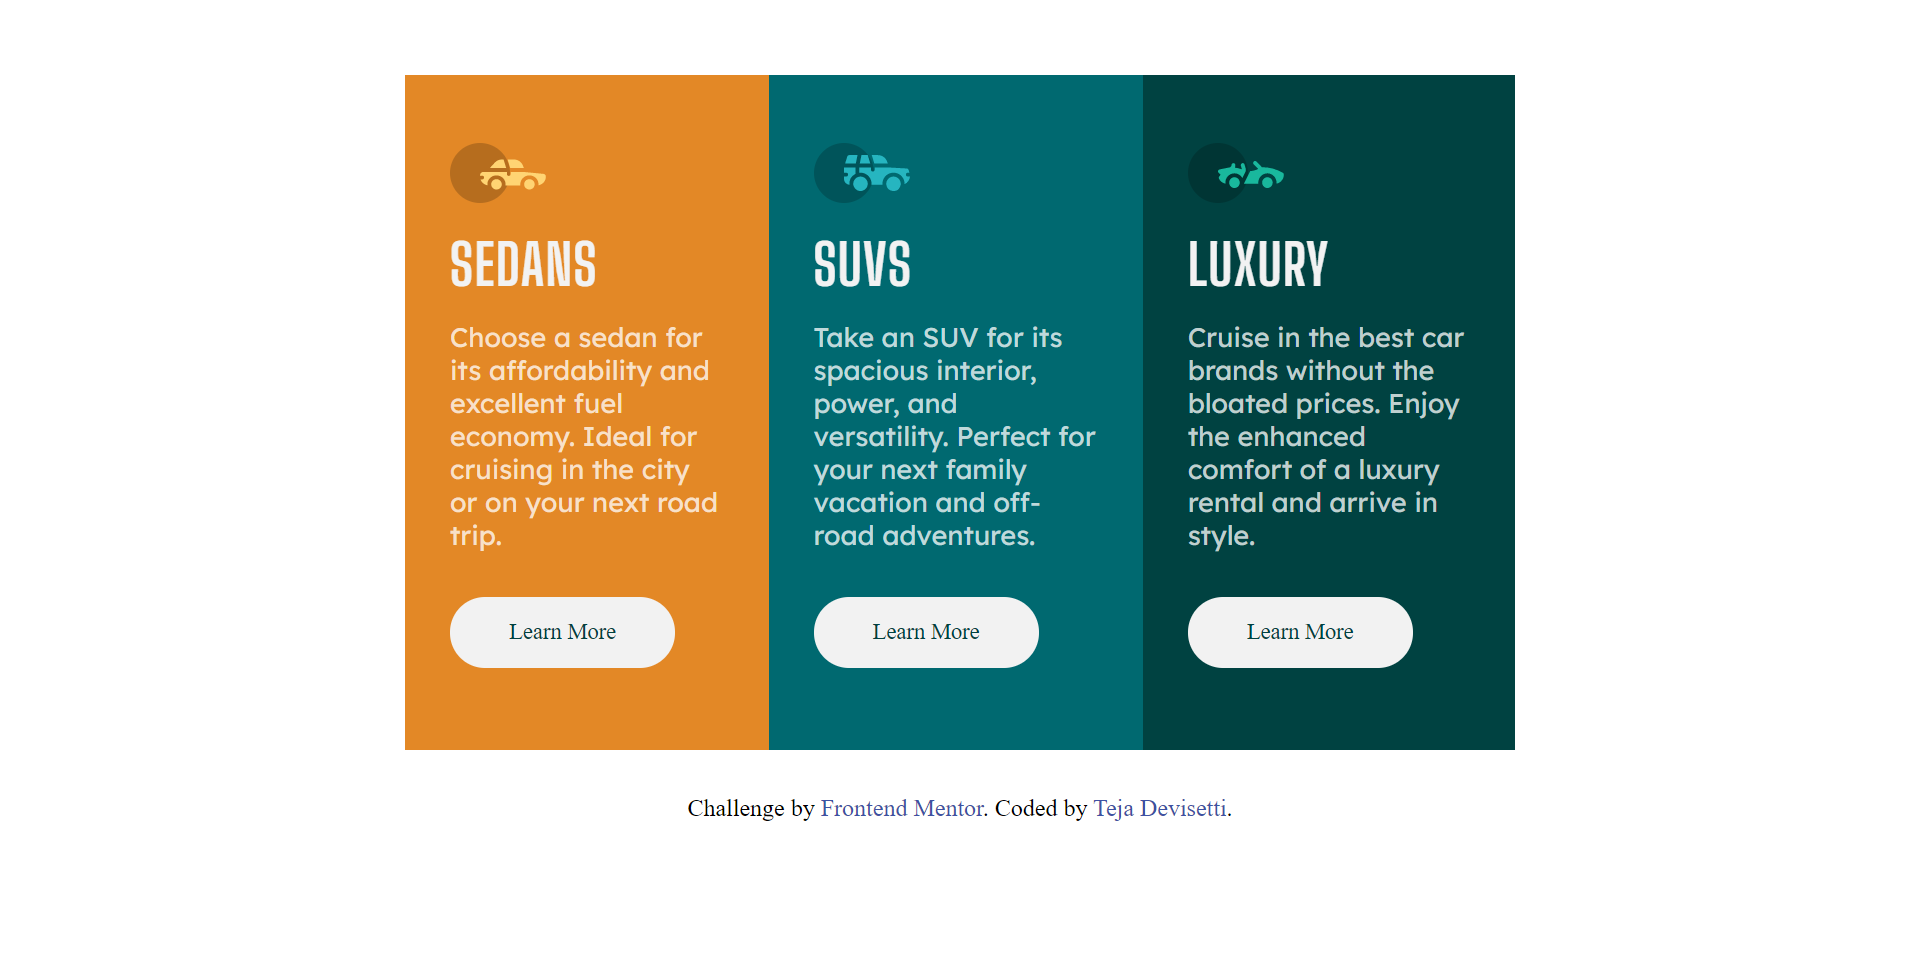 SEDANS
Choose a sedan for
its affordability and
excellent fuel
economy. Ideal for
cruising in the city
or on your next road
trip.
Learn More
SUVS
Take an SUV for its
spacious interior,
power, and
versatility. Perfect for
your next family
vacation and off-
road adventures.
Learn More
LUXURY
Cruise in the best car
brands without the
bloated prices. Enjoy
the enhanced
comfort of a luxury
rental and arrive in
style.
Learn More
Challenge by Frontend Mentor. Coded by Teja Devisetti.